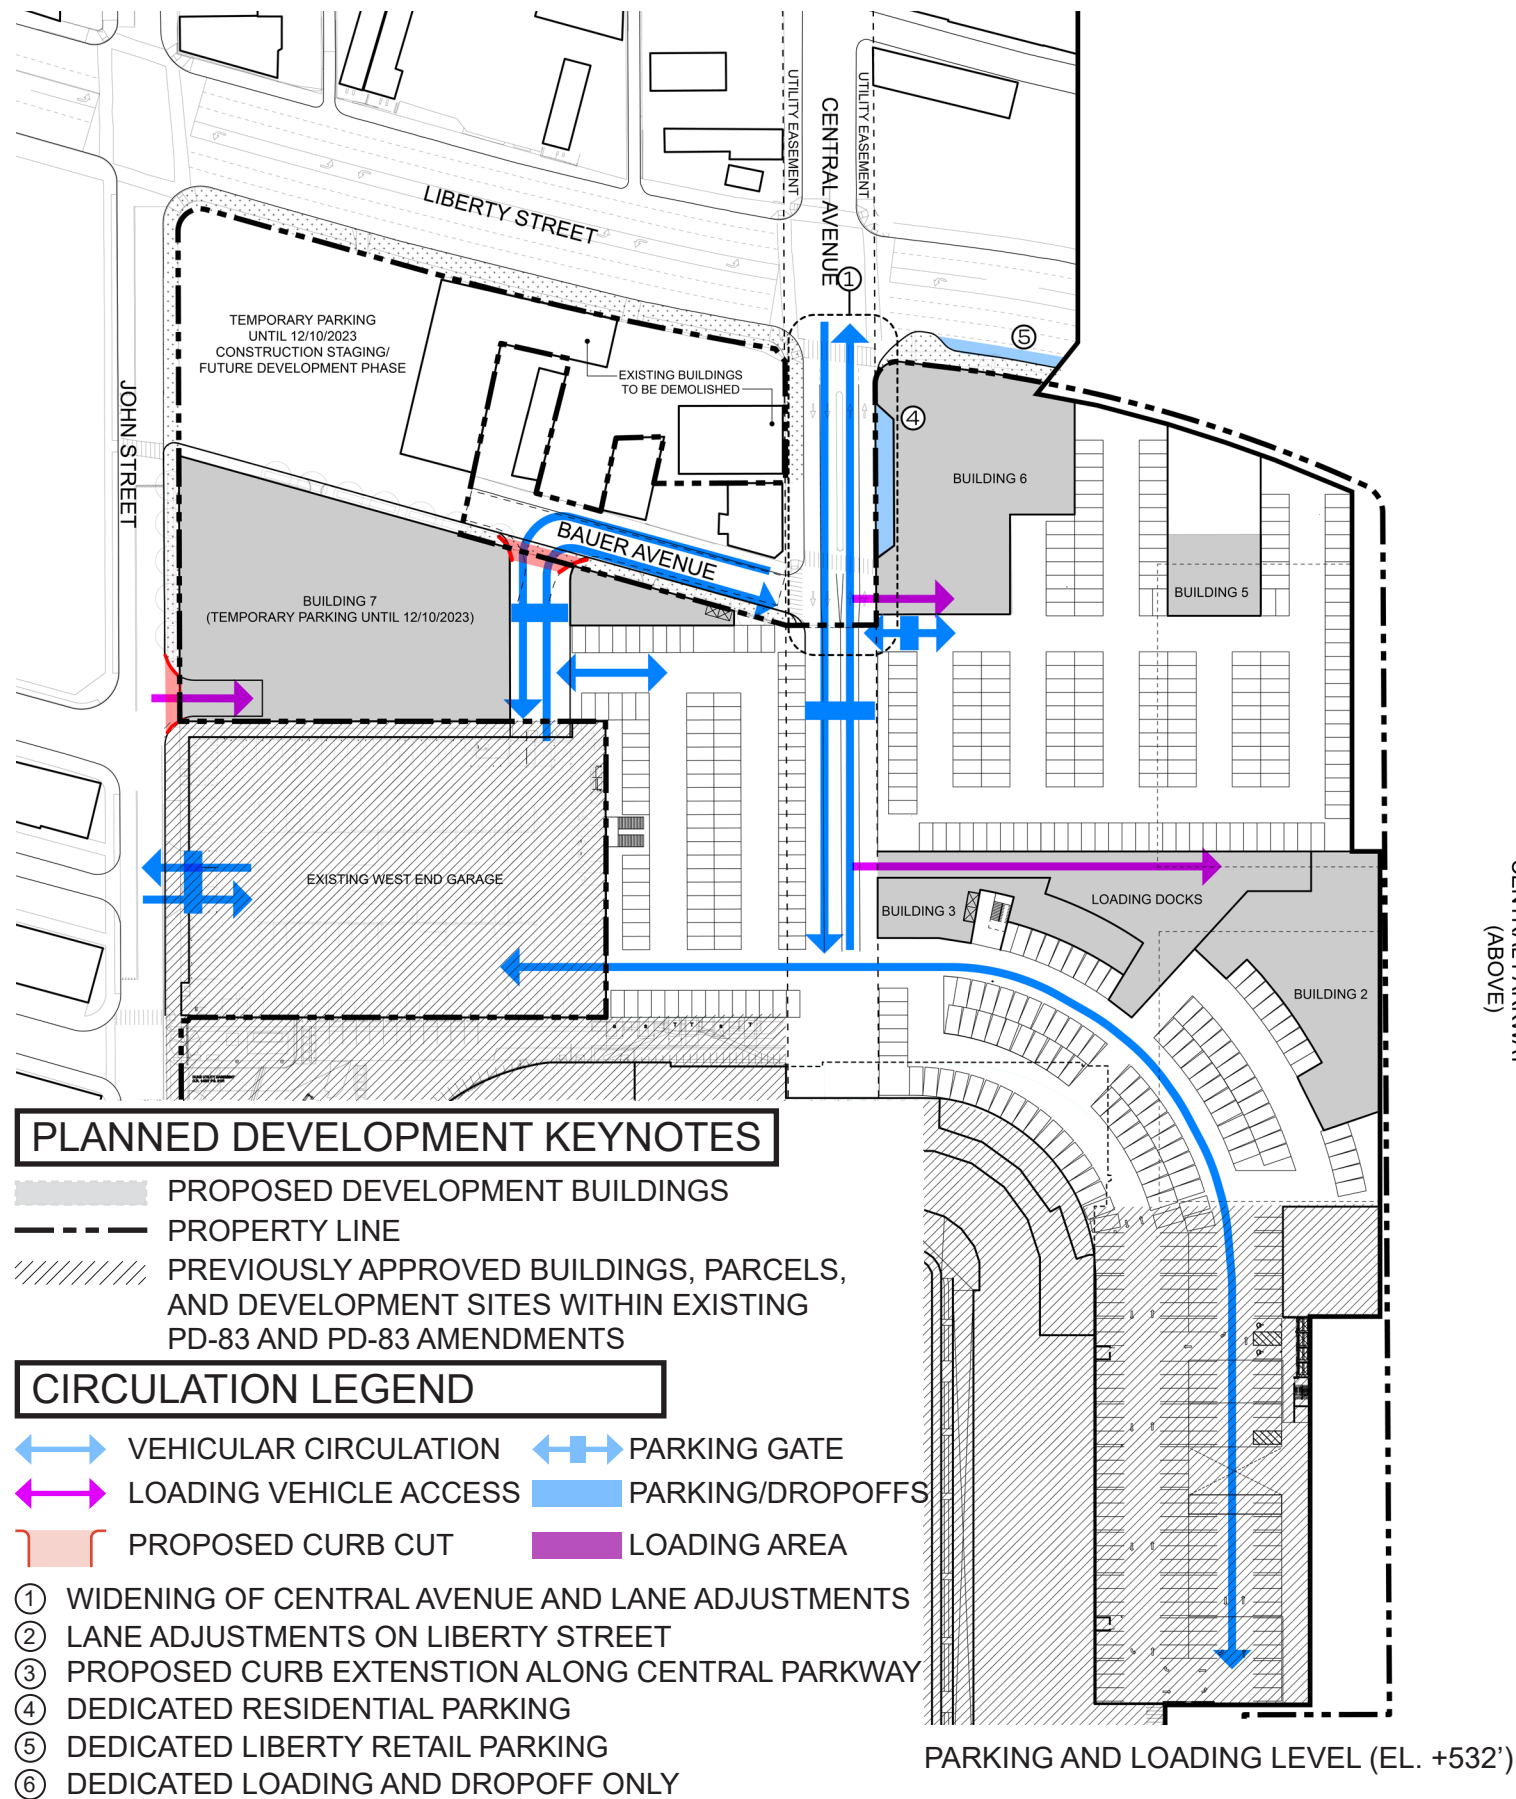 UTILITY EASEMENT
CENTRAL AVENUE
UTILITY EASEMENT
LIBERTY STREET
1
5
TEMPORARY PARKING
UNTIL 12/10/2023
CONSTRUCTION STAGING/
FUTURE DEVELOPMENT PHASE
EXISTING BUILDINGS
TO BE DEMOLISHED
JOHN STREET
4
BUILDING 6
BAUER AVENUE
BUILDING 5
BUILDING 7
(TEMPORARY PARKING UNTIL 12/10/2023)
EXISTING WEST END GARAGE
LOADING DOCKS
BUILDING 3
BUILDING 2
(ABOVE)
PLANNED DEVELOPMENT KEYNOTES
PROPOSED DEVELOPMENT BUILDINGS
PROPERTY LINE
PREVIOUSLY APPROVED BUILDINGS, PARCELS,
AND DEVELOPMENT SITES WITHIN EXISTING
PD-83 AND PD-83 AMENDMENTS
CIRCULATION LEGEND
VEHICULAR CIRCULATION
PARKING GATE
LOADING VEHICLE ACCESS
PARKING/DROPOFFS
PROPOSED CURB CUT
LOADING AREA
1 WIDENING OF CENTRAL AVENUE AND LANE ADJUSTMENTS
2 LANE ADJUSTMENTS ON LIBERTY STREET
3 PROPOSED CURB EXTENSTION ALONG CENTRAL PARKWAY
4 DEDICATED RESIDENTIAL PARKING
5 DEDICATED LIBERTY RETAIL PARKING
6 DEDICATED LOADING AND DROPOFF ONLY
PARKING AND LOADING LEVEL (EL. +532')